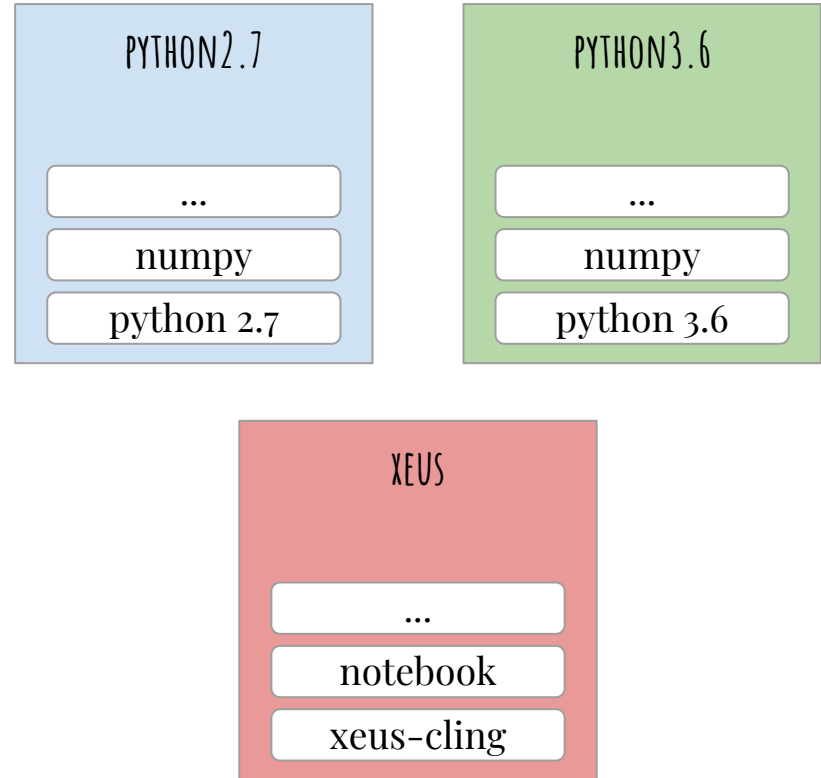 PYTHON2.7
...
numpy
python 2.7
PYTHON3.6
...
numpy
python 3.6
XEUS
...
notebook
xeus-cling